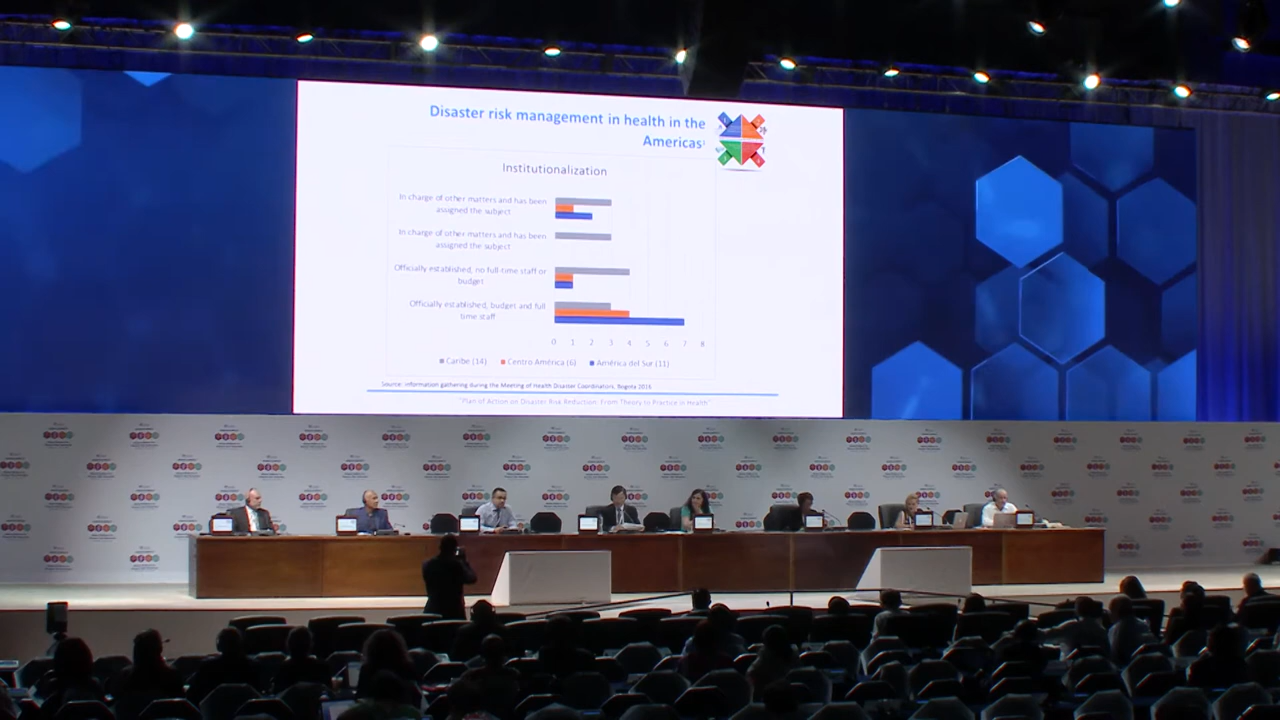 Disaster risk management in health in the
Americas¹
Institutionalization
In charge of other matters and has been
assigned the subject
In charge of other matters and has been
assigned the subject
Officially established, no full-time staff or
budget
Officially established, budget and full
time staff
0 1 2 3 4 5 6 7 8
Caribe (14) Centro América (6) América del Sur (11)
Source: information gathering during the Meeting of Health Disaster Coordinators. Bogota 2016
"Plan of Action on Disaster Risk Reduction: From Theory to Practice in Health"